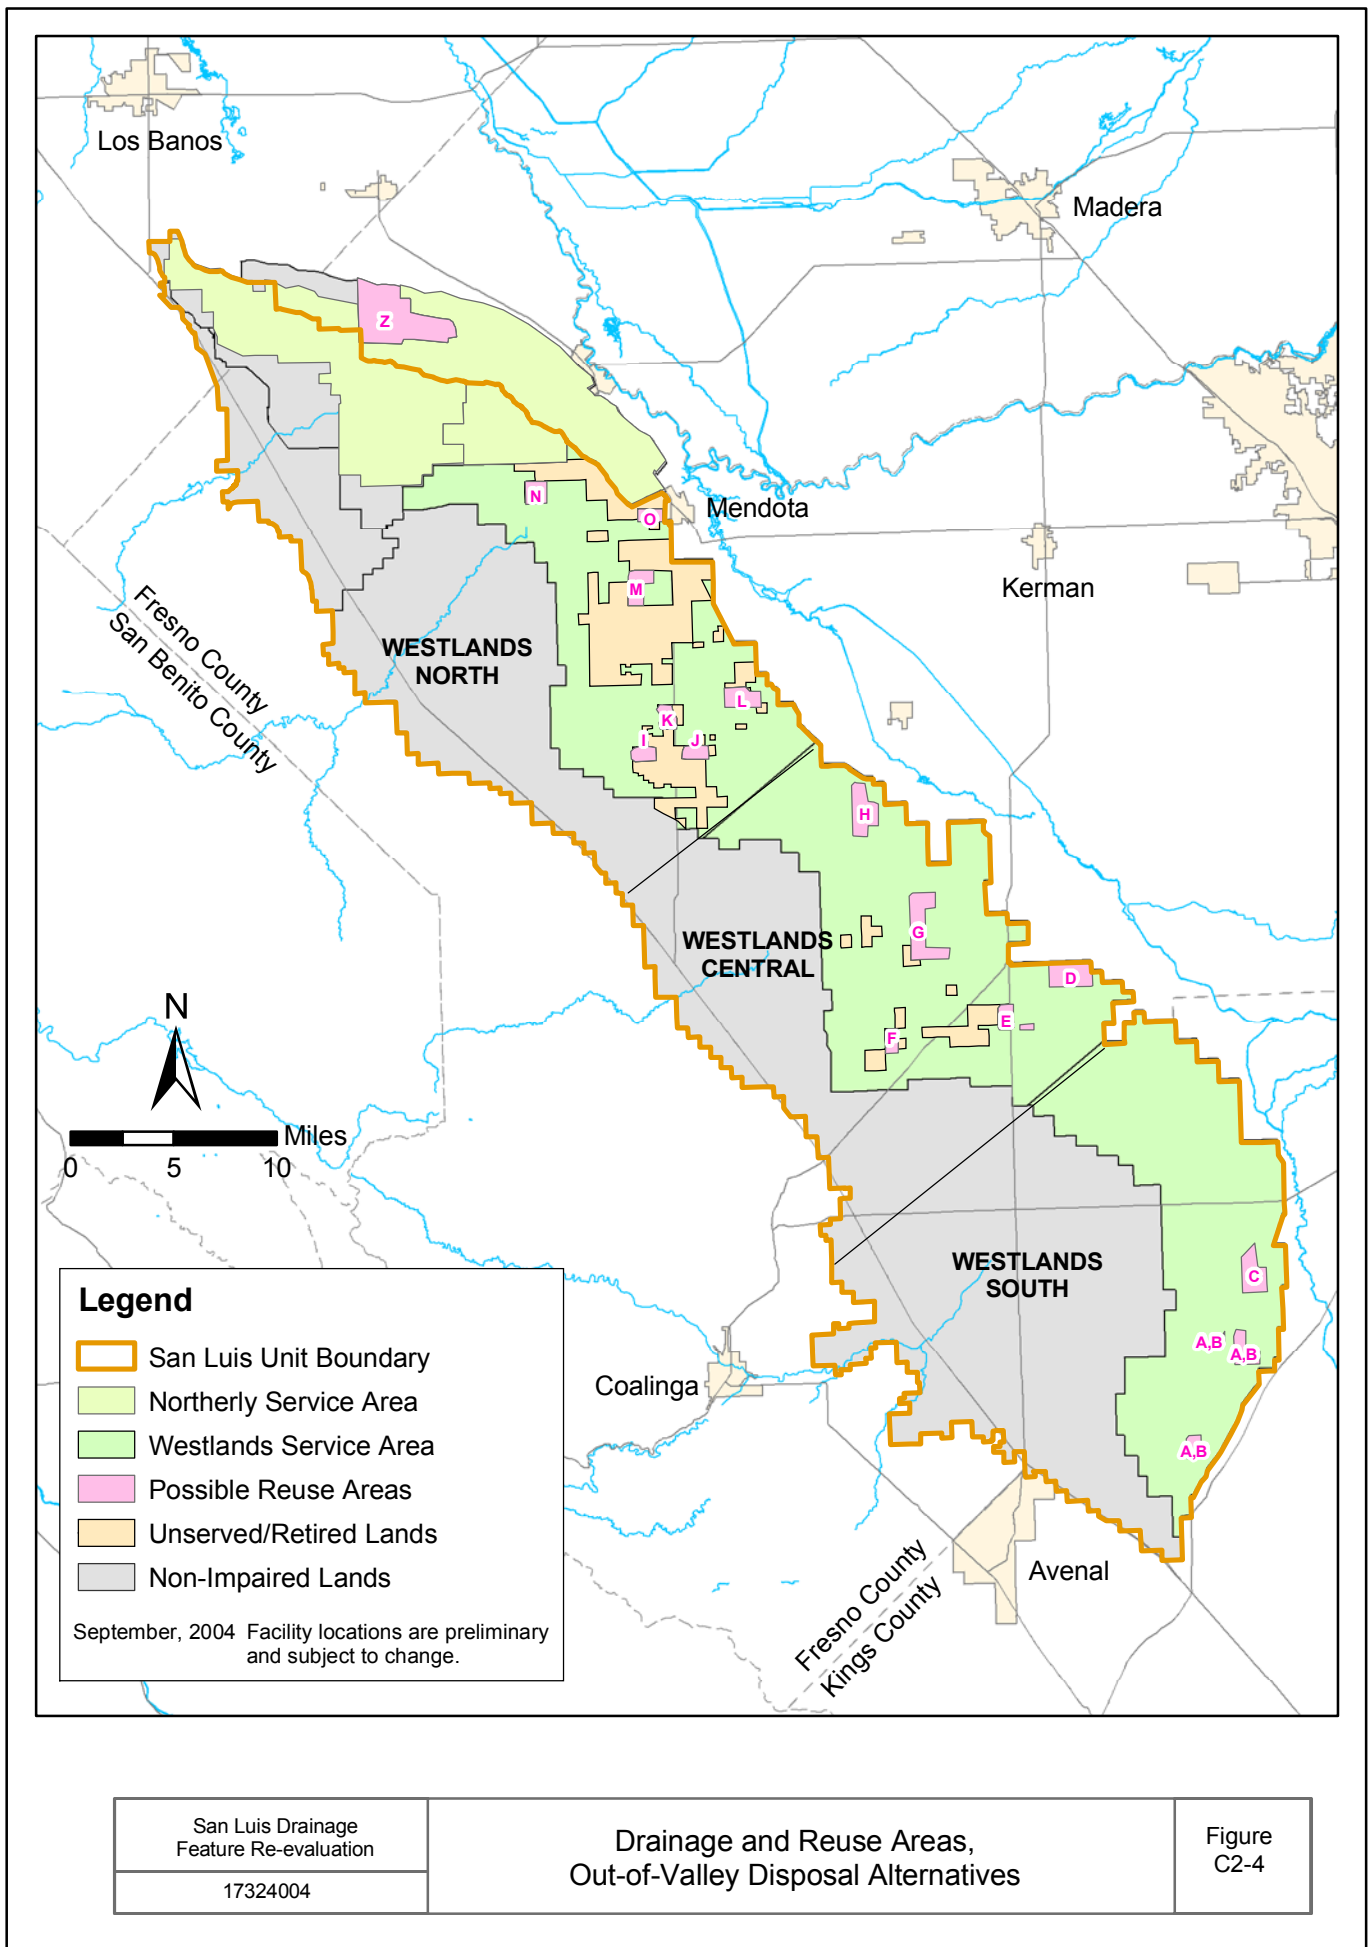 Los Banos
Madera
Z
N
Mendota
O
Kerman
M
Fresno County
San Benito County
WESTLANDS
NORTH
L
K
I
J
H
G
WESTLANDS
CENTRAL
D
E
F
N
Miles
0 5 10
WESTLANDS
SOUTH
C
A,B
A,B
A,B
Coalinga
Avenal
Fresno County
Kings County
Legend
San Luis Unit Boundary
Northerly Service Area
Westlands Service Area
Possible Reuse Areas
Unserved/Retired Lands
Non-Impaired Lands
September, 2004 Facility locations are preliminary
and subject to change.
San Luis Drainage
Feature Re-evaluation
17324004
Drainage and Reuse Areas,
Out-of-Valley Disposal Alternatives
Figure
C2-4